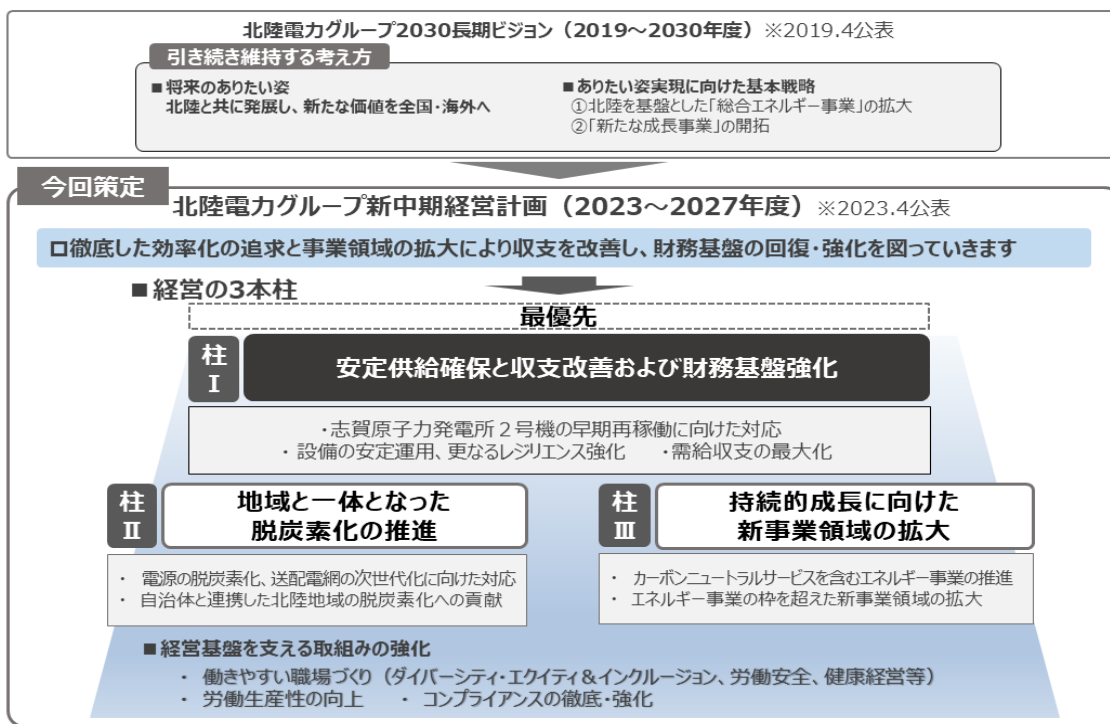 北陸電力グループ2030長期ビジョン（2019～2030年度）※2019.4公表
引き続き維持する考え方
■将来のありたい姿
北陸と共に発展し、新たな価値を全国・海外へ
■ありたい姿実現に向けた基本戦略
①北陸を基盤とした「総合エネルギー事業」の拡大
②「新たな成長事業」の開拓
今回策定
北陸電力グループ新中期経営計画（2023～2027年度）※2023.4公表
口徹底した効率化の追求と事業領域の拡大により収支を改善し、財務基盤の回復・強化を図っていきます
■経営の3本柱
最優先
柱Ⅰ
安定供給確保と収支改善および財務基盤強化
・志賀原子力発電所２号機の早期再稼働に向けた対応
・設備の安定運用、更なるレジリエンス強化　・需給収支の最大化
柱Ⅱ
地域と一体となった
脱炭素化の推進
・ 電源の脱炭素化、送配電網の次世代化に向けた対応
・ 自治体と連携した北陸地域の脱炭素化への貢献
柱Ⅲ
持続的成長に向けた
新事業領域の拡大
・ カーボンニュートラルサービスを含むエネルギー事業の推進
・ エネルギー事業の枠を超えた新事業領域の拡大
■経営基盤を支える取組みの強化
・ 働きやすい職場づくり（ダイバーシティ・エクイティ＆インクルージョン、労働安全、健康経営等）
・ 労働生産性の向上　・ コンプライアンスの徹底・強化